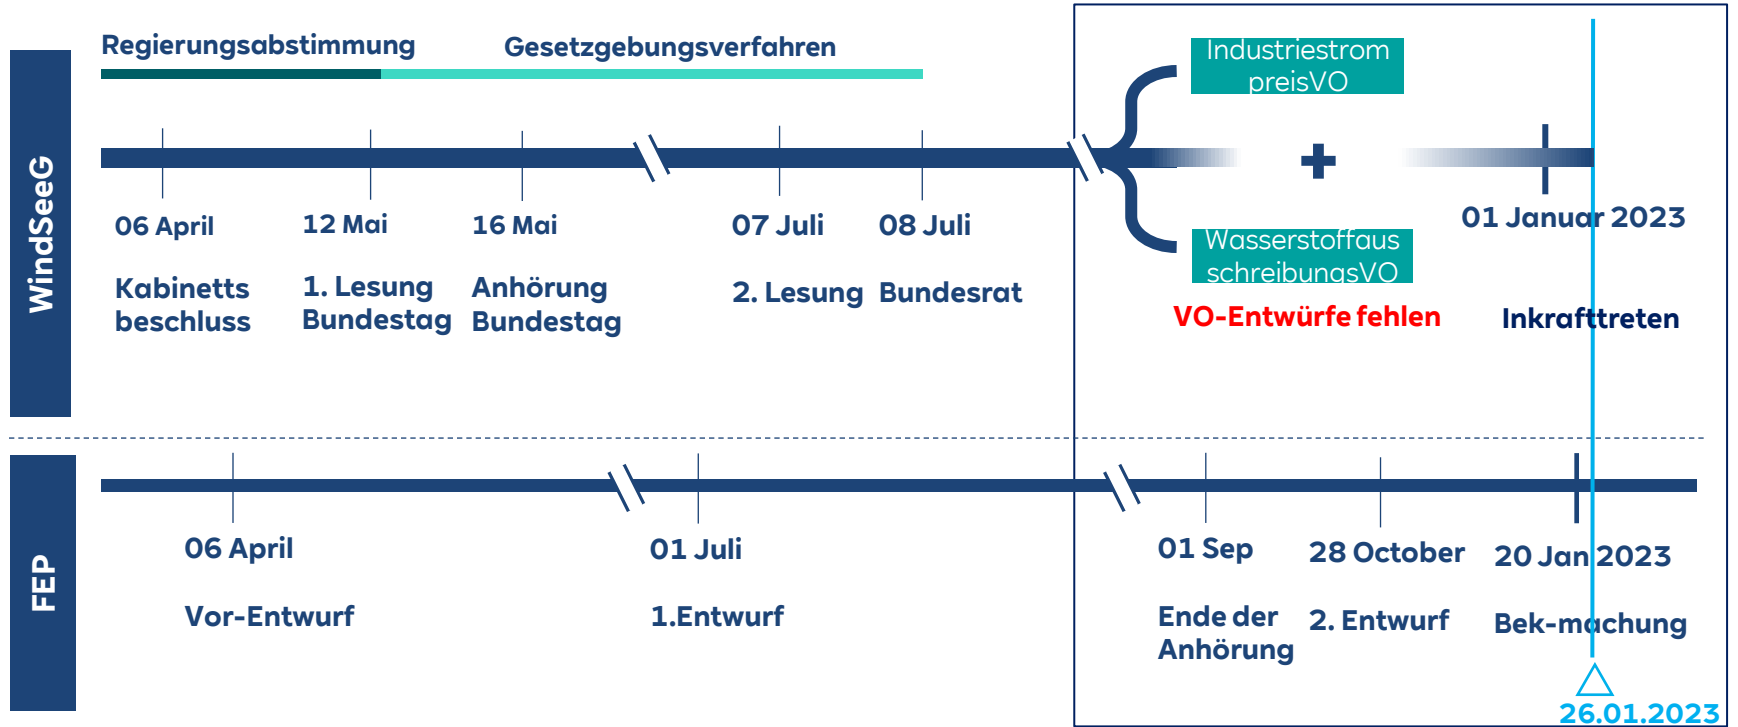 WindSeeG
Regierungsabstimmung
Gesetzgebungsverfahren
06 April
Kabinetts
beschluss
12 Mai
1. Lesung
Bundestag
16 Mai
Anhörung
Bundestag
07 Juli
2. Lesung
08 Juli
Bundesrat
Industriestrom
preisVO
+
Wasserstoffaus
schreibungsVO
VO-Entwürfe fehlen
01 Januar 2023
Inkrafttreten
FEP
06 April
Vor-Entwurf
01 Juli
1.Entwurf
01 Sep
Ende der
Anhörung
28 October
2. Entwurf
20 Jan 2023
Bek-machung
26.01.2023